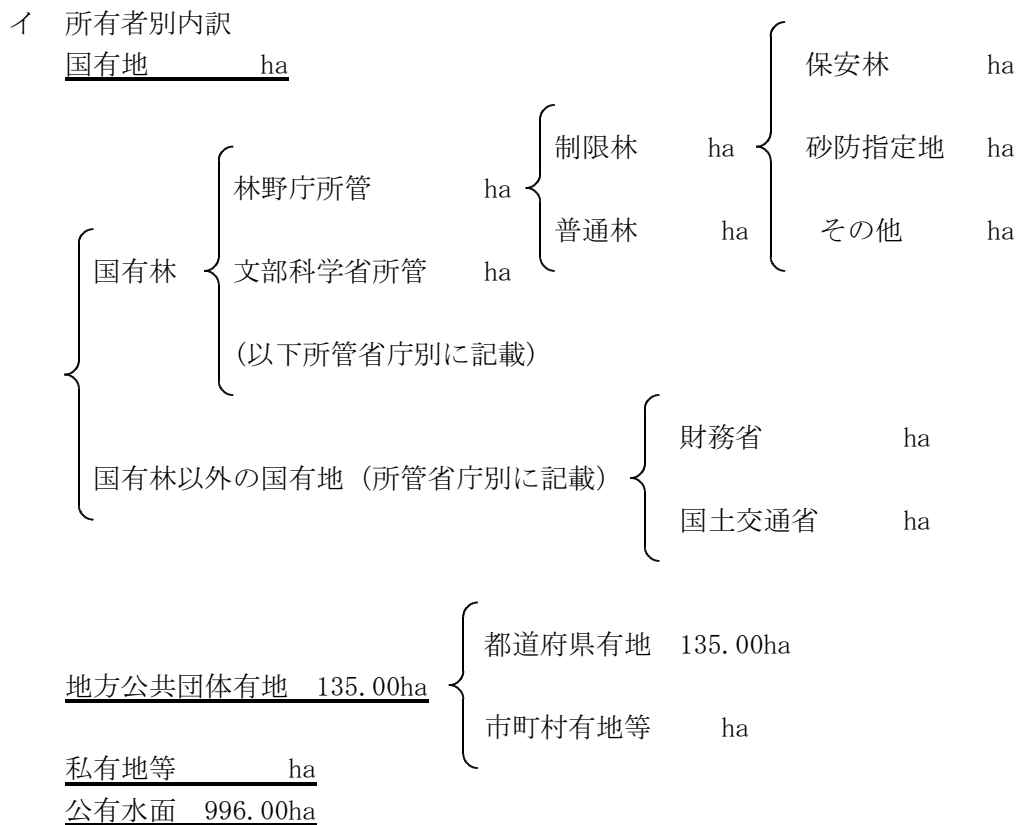 イ　所有者別内訳
国有地　　　　ha
保安林　　　ha
制限林　　ha　砂防指定地　ha
林野庁所管　　　　ha
普通林　　　ha　その他　　　ha
国有林　文部科学省所管　　ha
(以下所管省庁別に記載)
財務省　　　　ha
国有林以外の国有地（所管省庁別に記載）
国土交通省　　　ha
都道府県有地　135.00ha
地方公共団体有地　135.00ha
市町村有地等　　ha
私有地等　　　　ha
公有水面　996.00ha